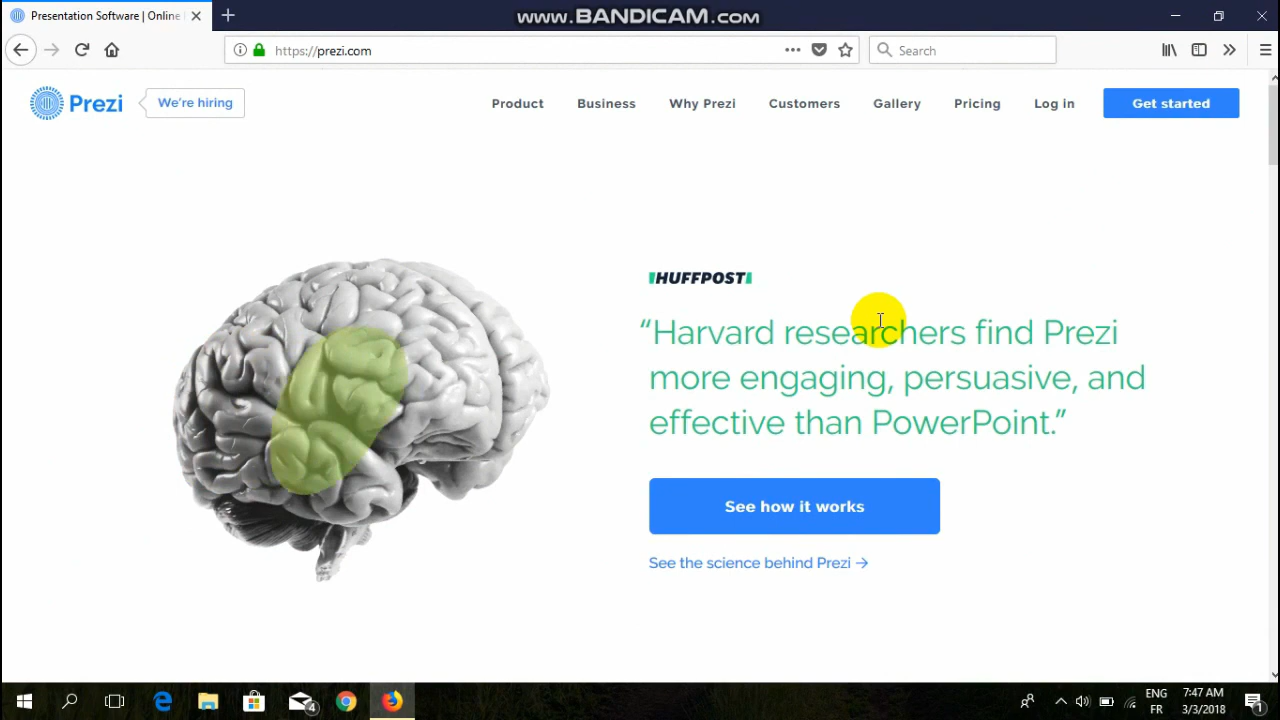 Presentation Software | Online
www.BANDICAM.com
https://prezi.com
Search
Prezi
We're hiring
Product
Business
Why Prezi
Customers
Gallery
Pricing
Log in
Get started
HUFFPOST
“Harvard researchers find Prezi
more engaging, persuasive, and
effective than PowerPoint.”
See how it works
See the science behind Prezi →
4
ENG
FR
7:47 AM
3/3/2018
1